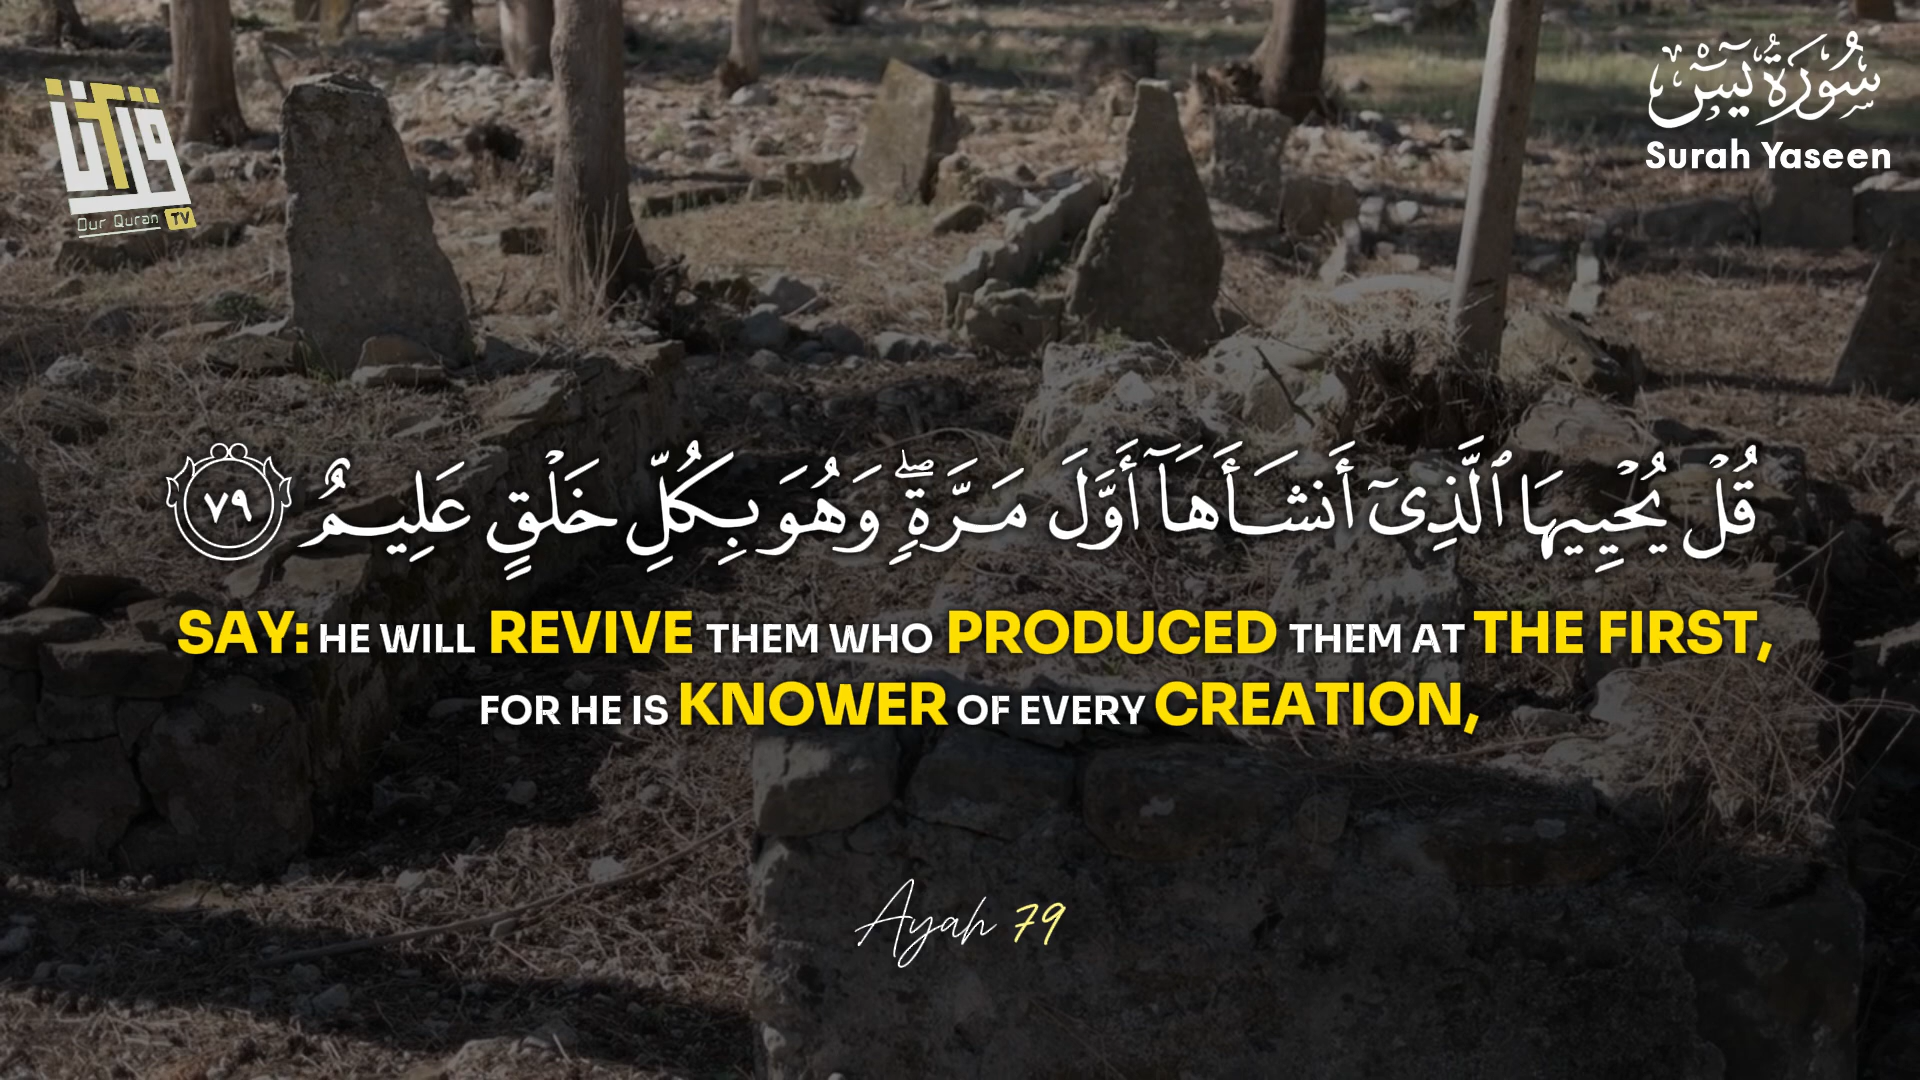 قرآننا
Our Quran TV
سُورَةُ يسٓ
Surah Yaseen
قُلْ يُحْيِيهَا ٱلَّذِىٓ أَنشَأَهَآ أَوَّلَ مَرَّةٍۢ ۖ وَهُوَ بِكُلِّ خَلْقٍ عَلِيمٌ ٧٩
SAY: HE WILL REVIVE THEM WHO PRODUCED THEM AT THE FIRST,
FOR HE IS KNOWER OF EVERY CREATION,
Ayah 79